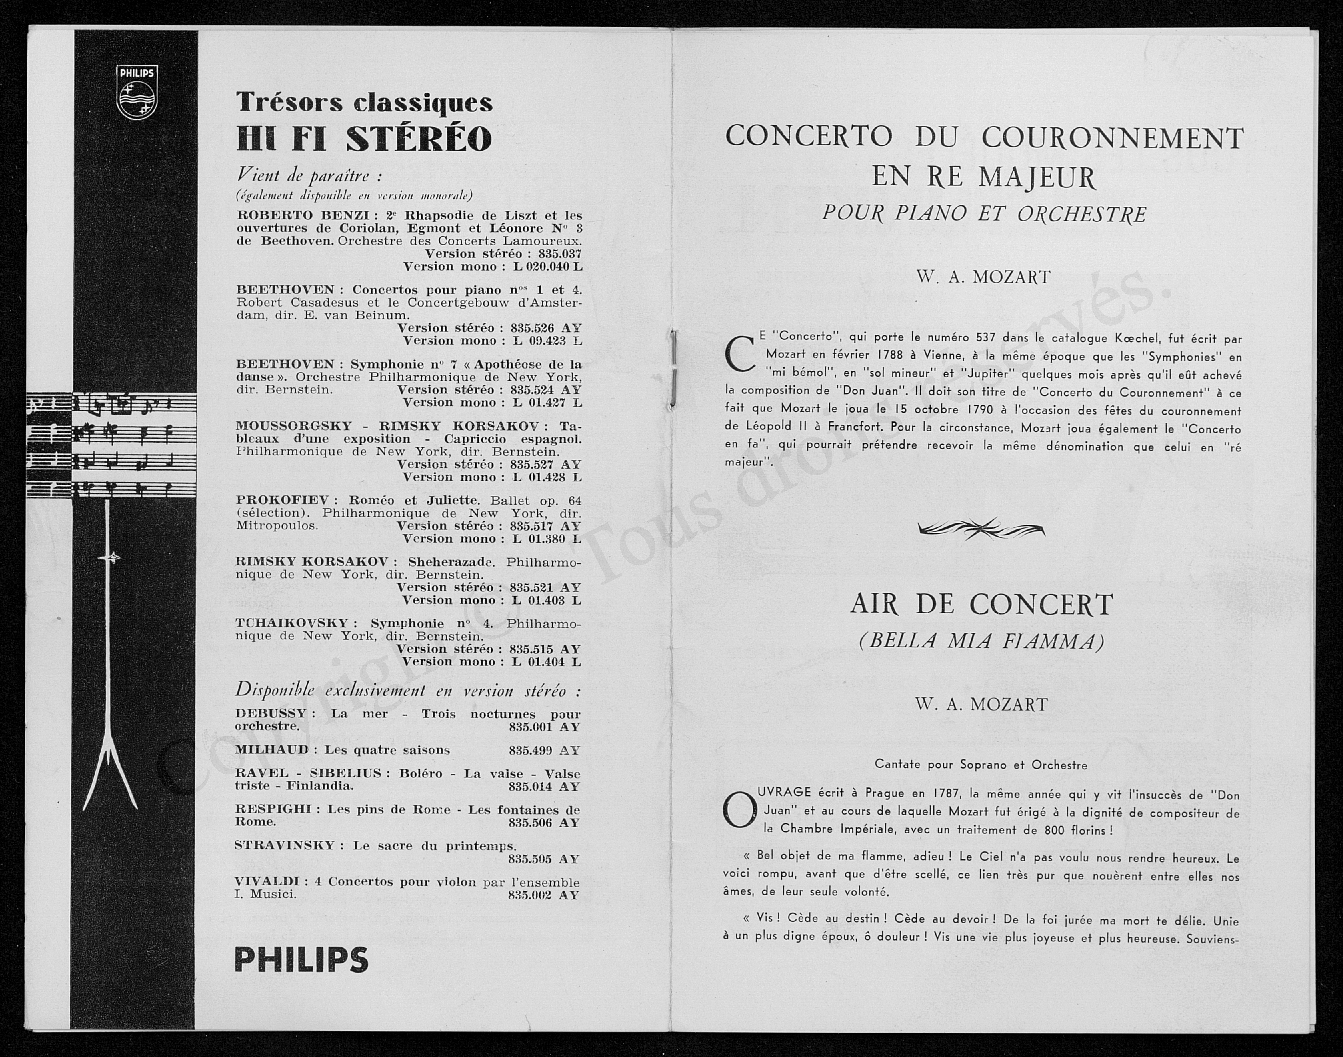 PHILIPS
Trésors classiques
HI FI STÉRÉO
Vient de paraître :
(également disponible en version monorale)
ROBERTO BENZI : 2e Rhapsodie de Liszt et les
ouvertures de Coriolan, Egmont et Léonore N° 3
de Beethoven. Orchestre des Concerts Lamoureux.
Version stéréo : 835.037
Version mono : L 020.040 L
BEETHOVEN : Concertos pour piano nos 1 et 4.
Robert Casadesus et le Concertgebouw d'Amster-
dam, dir. E. van Beinum.
Version stéréo : 835.526 AY
Version mono : L 09.423 L
BEETHOVEN : Symphonie n° 7 « Apothéose de la
danse ». Orchestre Philharmonique de New York,
dir. Bernstein. Version stéréo : 835.524 AY
Version mono : L 01.427 L
MOUSSORGSKY - RIMSKY KORSAKOV : Ta-
bleaux d'une exposition - Capriccio espagnol.
Philharmonique de New York, dir. Bernstein.
Version stéréo : 835.527 AY
Version mono : L 01.428 L
PROKOFIEV : Roméo et Juliette. Ballet op. 64
(sélection). Philharmonique de New York, dir.
Mitropoulos. Version stéréo : 835.517 AY
Version mono : L 01.380 L
RIMSKY KORSAKOV : Sheherazade. Philharmo-
nique de New York, dir. Bernstein.
Version stéréo : 835.521 AY
Version mono : L 01.403 L
TCHAIKOVSKY : Symphonie n° 4. Philharmo-
nique de New York, dir. Bernstein.
Version stéréo : 835.515 AY
Version mono : L 01.404 L
Disponible exclusivement en version stéréo :
DEBUSSY : La mer - Trois nocturnes pour
orchestre. 835.001 AY
MILHAUD : Les quatre saisons 835.499 AY
RAVEL - SIBELIUS : Boléro - La valse - Valse
triste - Finlandia. 835.014 AY
RESPIGHI : Les pins de Rome - Les fontaines de
Rome. 835.506 AY
STRAVINSKY : Le sacre du printemps.
835.505 AY
VIVALDI : 4 Concertos pour violon par l'ensemble
I. Musici. 835.002 AY
PHILIPS
CONCERTO DU COURONNEMENT
EN RE MAJEUR
POUR PIANO ET ORCHESTRE
W. A. MOZART
CE "Concerto", qui porte le numéro 537 dans le catalogue Kœchel, fut écrit par
Mozart en février 1788 à Vienne, à la même époque que les "Symphonies" en
"mi bémol", en "sol mineur" et "Jupiter" quelques mois après qu'il eût achevé
la composition de "Don Juan". Il doit son titre de "Concerto du Couronnement" à ce
fait que Mozart le joua le 15 octobre 1790 à l'occasion des fêtes du couronnement
de Léopold II à Francfort. Pour la circonstance, Mozart joua également le "Concerto
en fa", qui pourrait prétendre recevoir la même dénomination que celui en "ré
majeur".
AIR DE CONCERT
(BELLA MIA FIAMMA)
W. A. MOZART
Cantate pour Soprano et Orchestre
OUVRAGE écrit à Prague en 1787, la même année qui y vit l'insuccès de "Don
Juan" et au cours de laquelle Mozart fut érigé à la dignité de compositeur de
la Chambre Impériale, avec un traitement de 800 florins !
« Bel objet de ma flamme, adieu ! Le Ciel n'a pas voulu nous rendre heureux. Le
voici rompu, avant que d'être scellé, ce lien très pur que nouèrent entre elles nos
âmes, de leur seule volonté.
« Vis ! Cède au destin ! Cède au devoir ! De la foi jurée ma mort te délie. Unie
à un plus digne époux, ô douleur ! Vis une vie plus joyeuse et plus heureuse. Souviens-
Copyright © - Tous droits réservés.